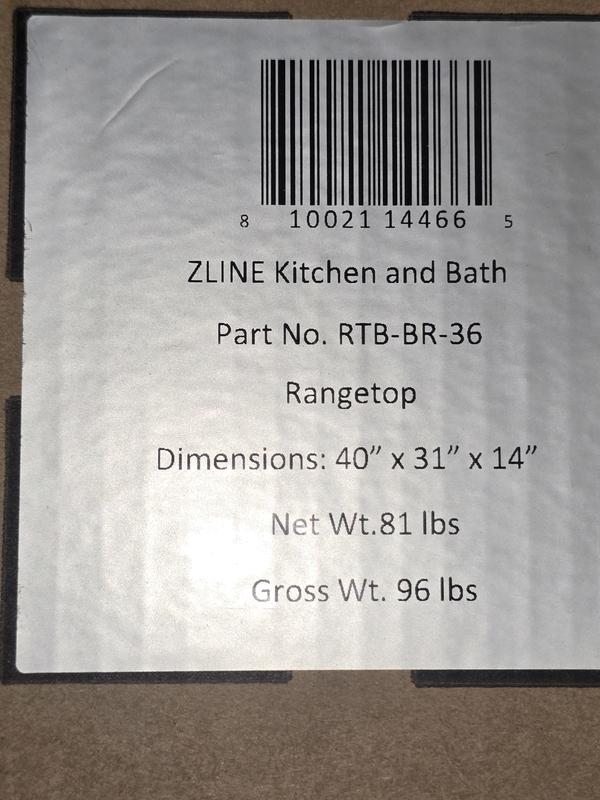 8 10021 14466 5
ZLINE Kitchen and Bath
Part No. RTB-BR-36
Rangetop
Dimensions: 40” x 31” x 14”
Net Wt.81 lbs
Gross Wt. 96 lbs